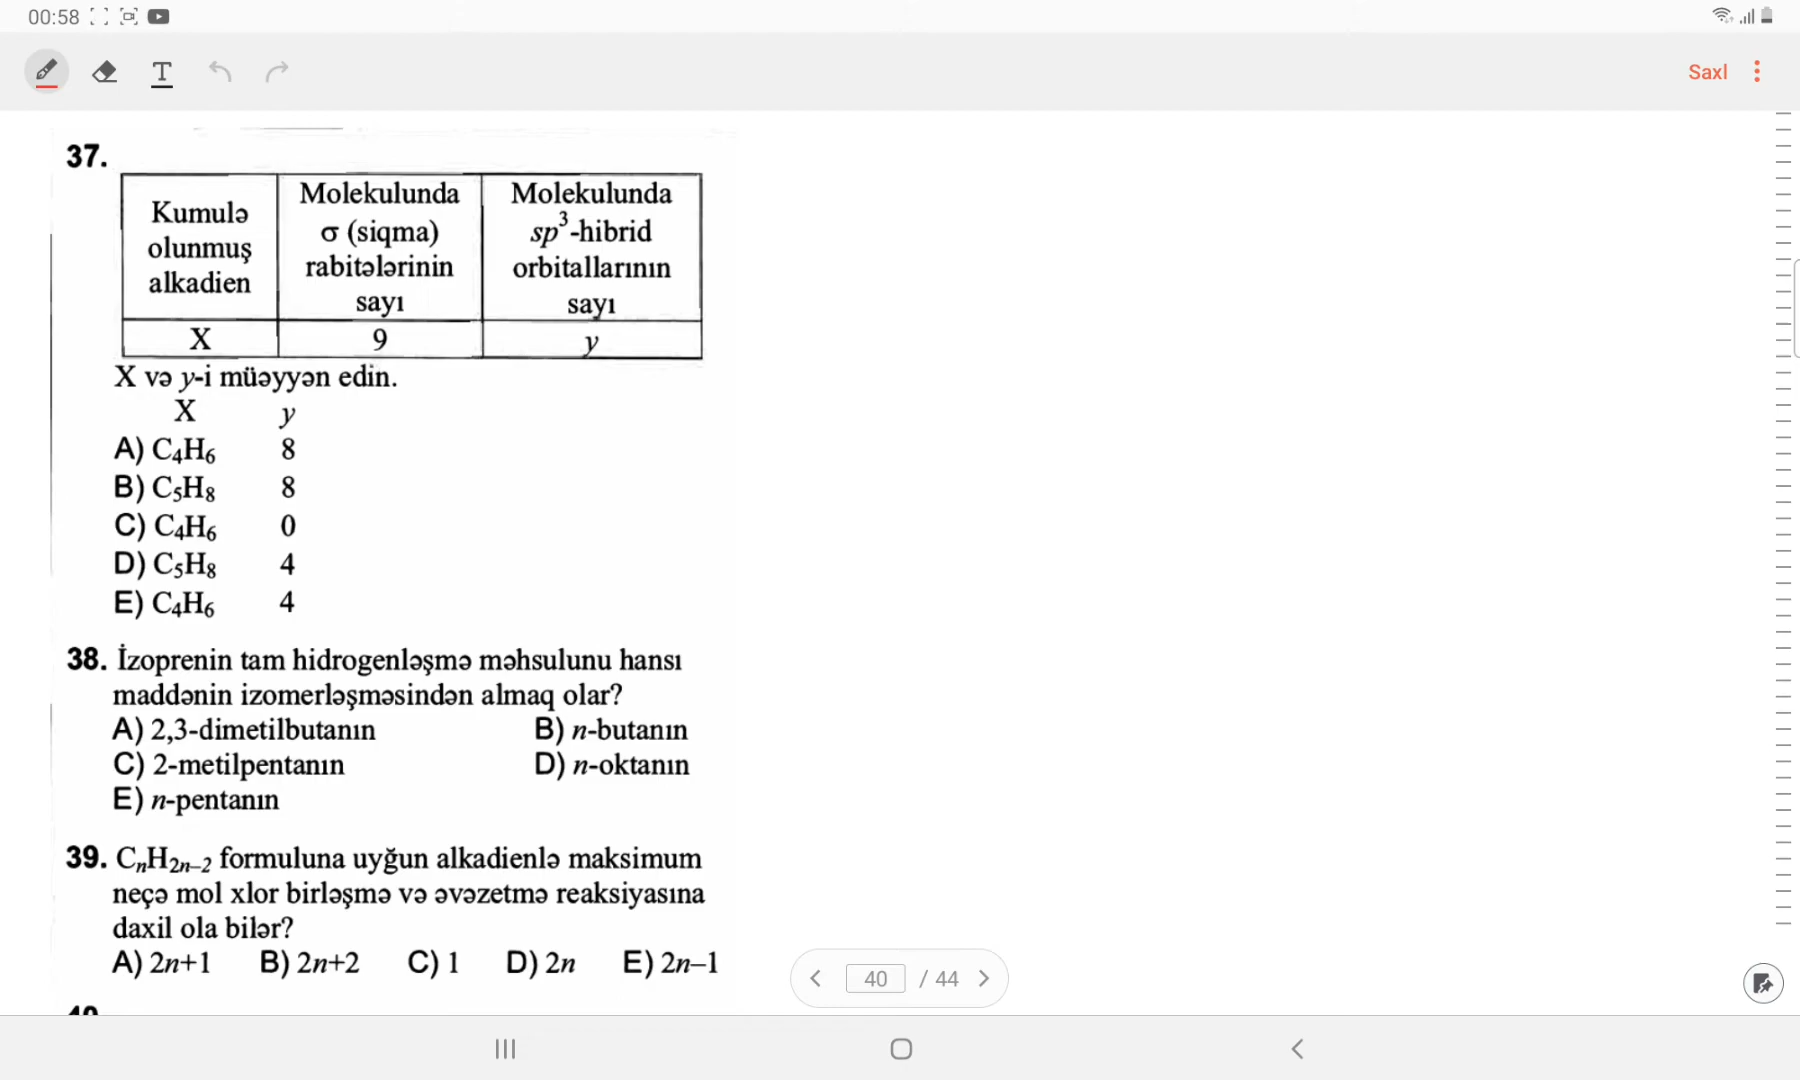 00:58
T
Saxl
37.
Kumulə olunmuş alkadien | Molekulunda σ (siqma) rabitələrinin sayı | Molekulunda sp³-hibrid orbitallarının sayı
X | 9 | y
X və y-i müəyyən edin.
X y
A) C₄H₆ 8
B) C₅H₈ 8
C) C₄H₆ 0
D) C₅H₈ 4
E) C₄H₆ 4
38. İzoprenin tam hidrogenləşmə məhsulunu hansı
maddənin izomerləşməsindən almaq olar?
A) 2,3-dimetilbutanın B) n-butanın
C) 2-metilpentanın D) n-oktanın
E) n-pentanın
39. CₙH₂ₙ₋₂ formuluna uyğun alkadienlə maksimum
neçə mol xlor birləşmə və əvəzetmə reaksiyasına
daxil ola bilər?
A) 2n+1 B) 2n+2 C) 1 D) 2n E) 2n–1
40 / 44